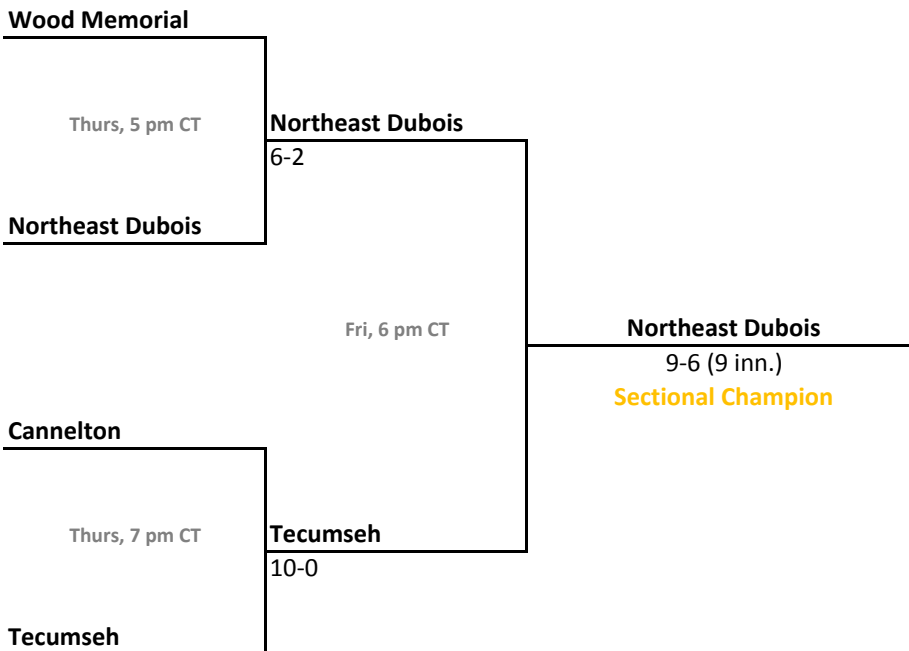 Wood Memorial
Thurs, 5 pm CT
Northeast Dubois
6-2
Northeast Dubois
Fri, 6 pm CT
Northeast Dubois
9-6 (9 inn.)
Sectional Champion
Cannelton
Thurs, 7 pm CT
Tecumseh
10-0
Tecumseh